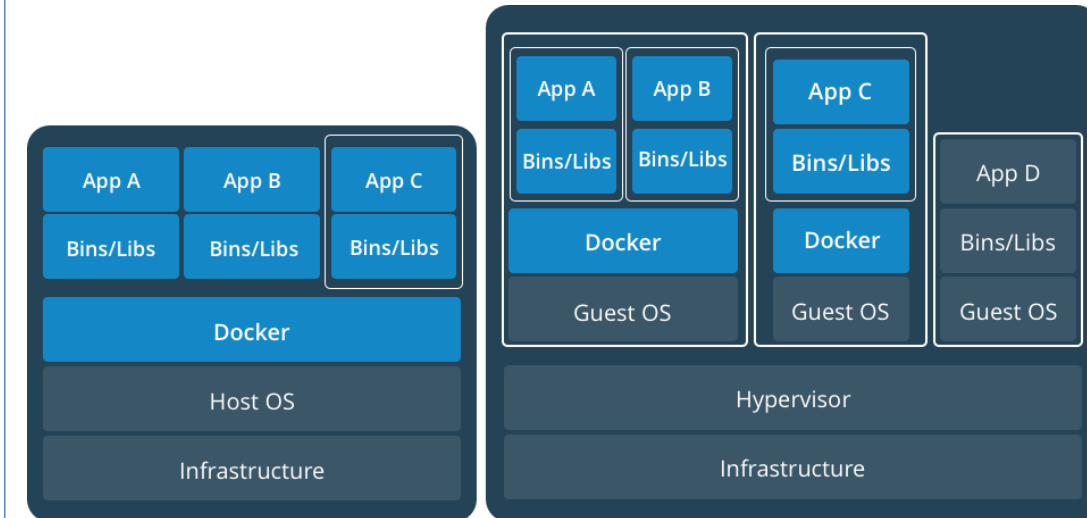 App A
App B
App C
Bins/Libs
Bins/Libs
Bins/Libs
Docker
Host OS
Infrastructure
App A
App B
App C
Bins/Libs
Bins/Libs
Bins/Libs
App D
Docker
Docker
Bins/Libs
Guest OS
Guest OS
Guest OS
Hypervisor
Infrastructure